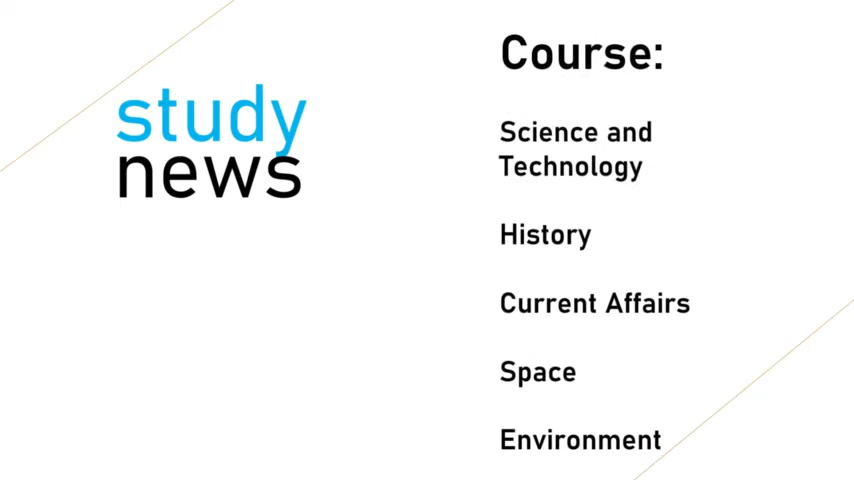 study
news
Course:
Science and
Technology
History
Current Affairs
Space
Environment